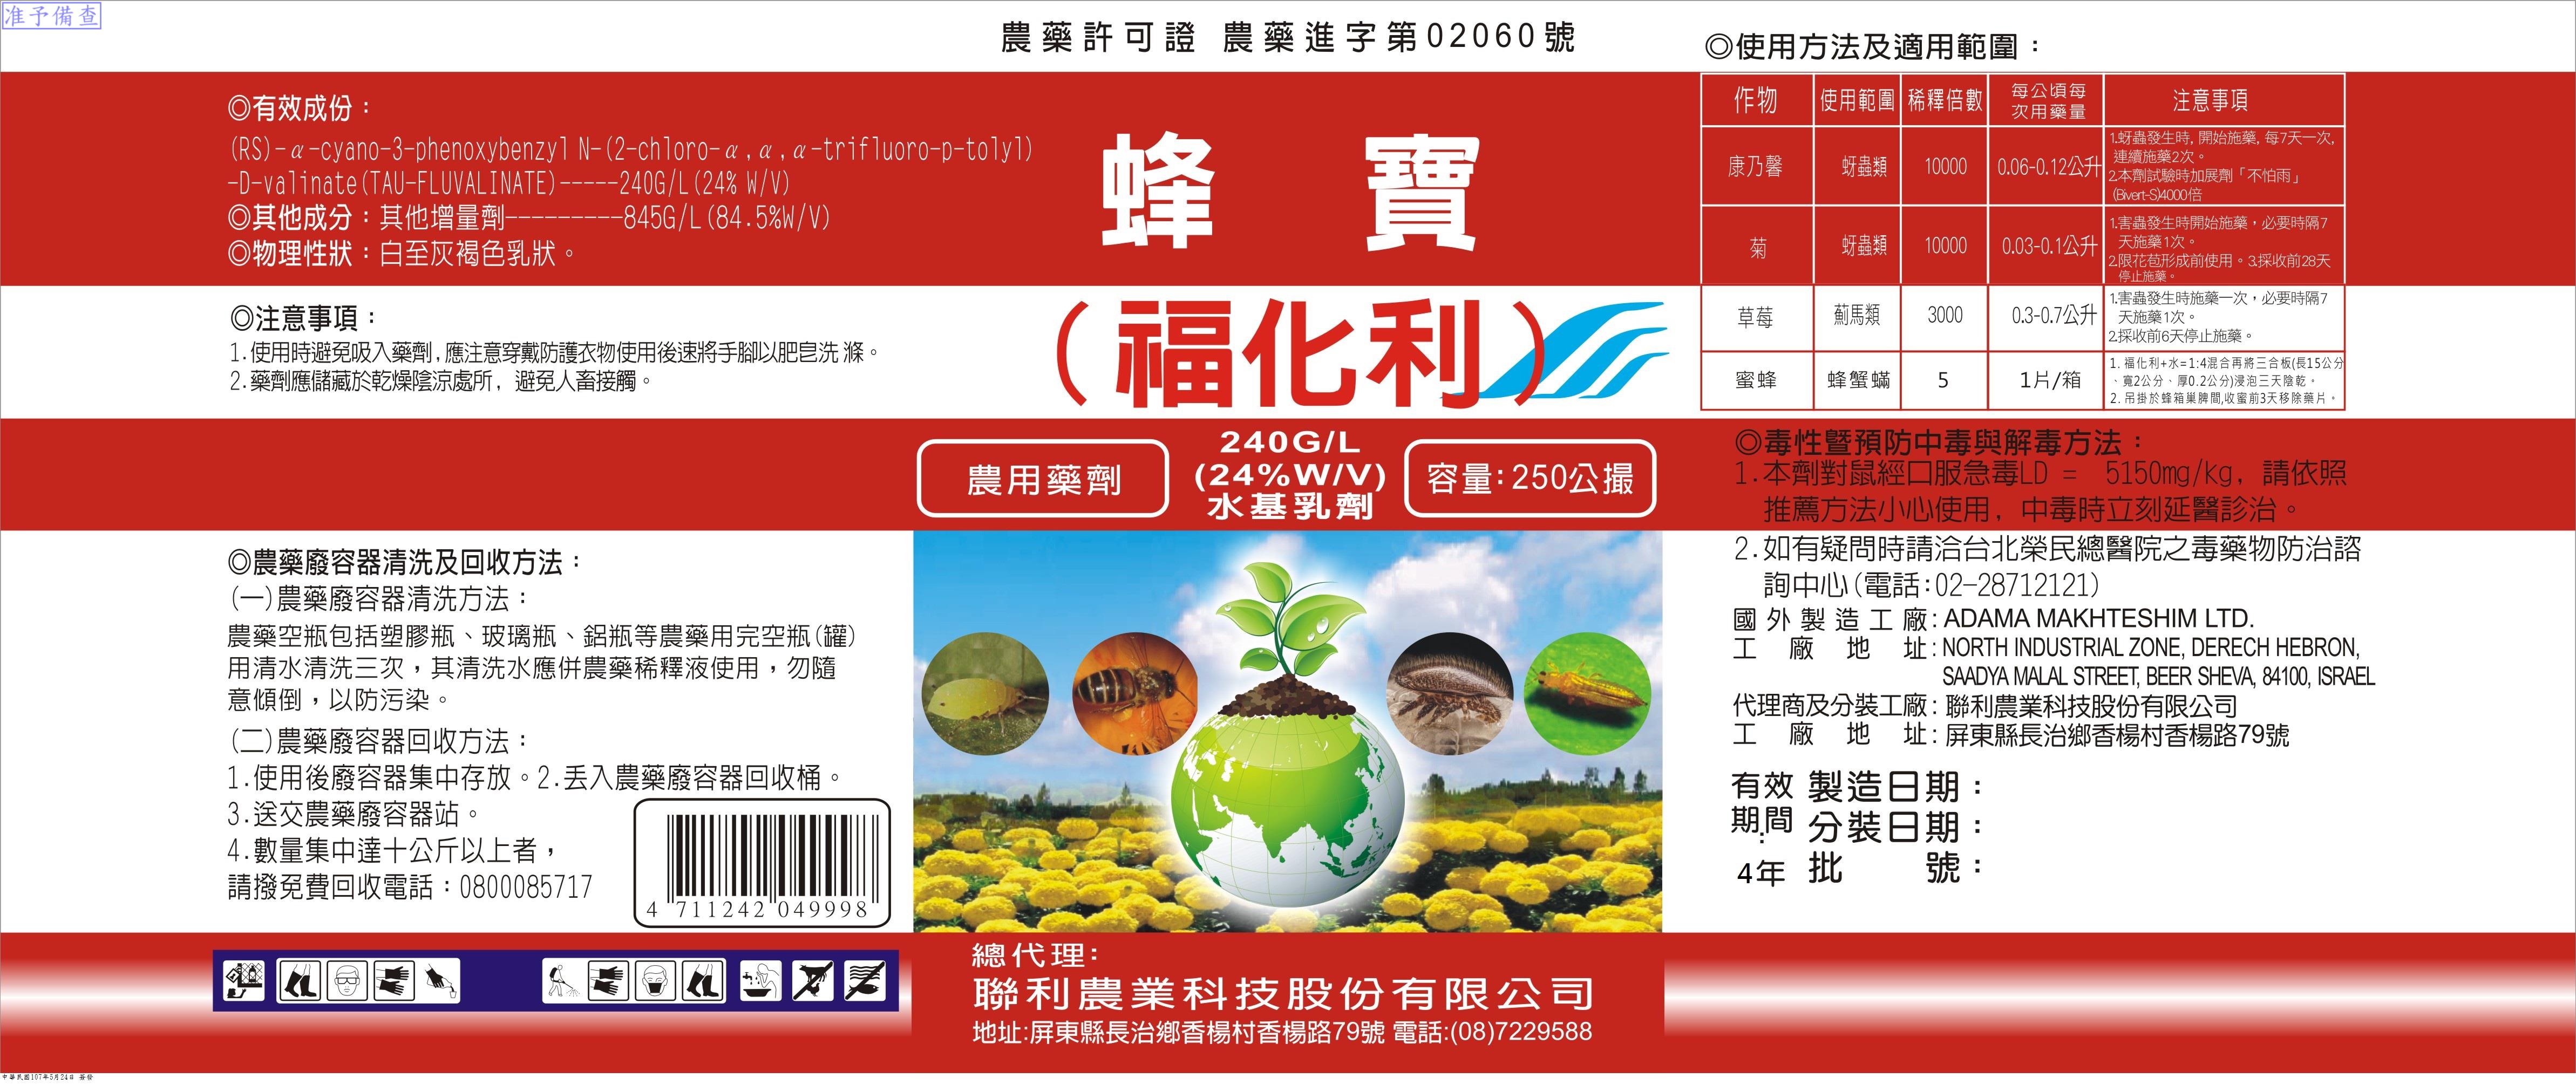 准予備查
農藥許可證 農藥進字第02060號
◎有效成份：
(RS)-α-cyano-3-phenoxybenzyl N-(2-chloro-α,α,α-trifluoro-p-tolyl)
-D-valinate(TAU-FLUVALINATE)-----240G/L(24% W/V)
◎其他成分：其他增量劑---------845G/L(84.5%W/V)
◎物理性狀：白至灰褐色乳狀。
◎注意事項：
1.使用時避免吸入藥劑,應注意穿戴防護衣物使用後速將手腳以肥皂洗 滌。
2.藥劑應儲藏於乾燥陰涼處所, 避免人畜接觸。
◎農藥廢容器清洗及回收方法：
(一)農藥廢容器清洗方法：
農藥空瓶包括塑膠瓶、玻璃瓶、鋁瓶等農藥用完空瓶(罐)
用清水清洗三次，其清洗水應併農藥稀釋液使用，勿隨
意傾倒，以防污染。
(二)農藥廢容器回收方法：
1.使用後廢容器集中存放。2.丟入農藥廢容器回收桶。
3.送交農藥廢容器站。
4.數量集中達十公斤以上者，
請撥免費回收電話：0800085717
4 711242 049998
蜂 寶
(福化利)
農用藥劑
240G/L
(24%W/V)
水基乳劑
容量:250公撮
總代理:
聯利農業科技股份有限公司
地址:屏東縣長治鄉香楊村香楊路79號 電話:(08)7229588
◎使用方法及適用範圍：
作物 使用範圍 稀釋倍數 每公頃每次用藥量 注意事項
康乃馨 蚜蟲類 10000 0.06-0.12公升
1.蚜蟲發生時, 開始施藥, 每7天一次,
連續施藥2次。
2.本劑試驗時加展劑「不怕雨」
(Bivert-S)4000倍
菊 蚜蟲類 10000 0.03-0.1公升
1.害蟲發生時開始施藥，必要時隔7
天施藥1次。
2.限花苞形成前使用。3.採收前28天
停止施藥。
草莓 薊馬類 3000 0.3-0.7公升
1.害蟲發生時施藥一次，必要時隔7
天施藥1次。
2.採收前6天停止施藥。
蜜蜂 蜂蟹蟎 5 1片/箱
1. 福化利+水=1:4混合再將三合板(長15公分
、寬2公分、厚0.2公分)浸泡三天陰乾。
2. 吊掛於蜂箱巢脾間,收蜜前3天移除藥片。
◎毒性暨預防中毒與解毒方法：
1.本劑對鼠經口服急毒LD = 5150mg/Kg, 請依照
推薦方法小心使用, 中毒時立刻延醫診治。
2.如有疑問時請洽台北榮民總醫院之毒藥物防治諮
詢中心(電話:02-28712121)
國外製造工廠: ADAMA MAKHTESHIM LTD.
工廠地址: NORTH INDUSTRIAL ZONE, DERECH HEBRON,
SAADYA MALAL STREET, BEER SHEVA, 84100, ISRAEL
代理商及分裝工廠: 聯利農業科技股份有限公司
工廠地址: 屏東縣長治鄉香楊村香楊路79號
有效期間：4年
製造日期：
分裝日期：
批號：
中華民國107年5月24日 簽發